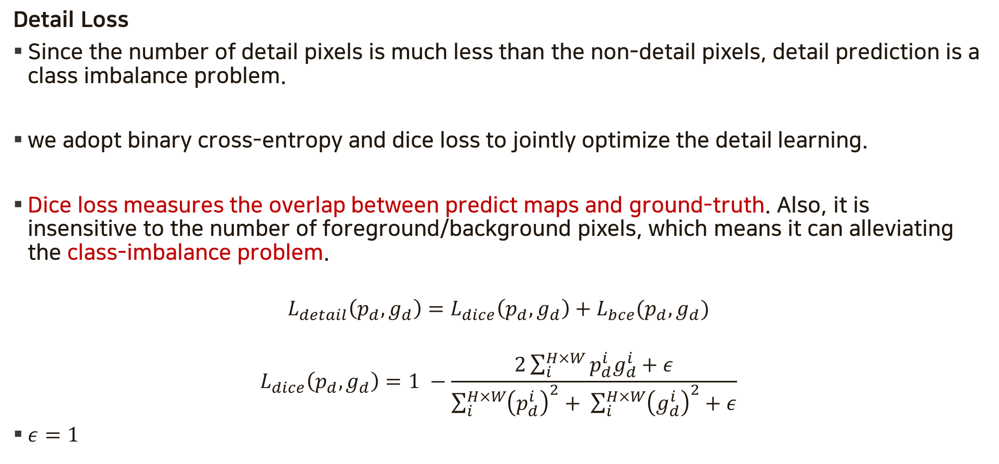 Detail Loss
▪ Since the number of detail pixels is much less than the non-detail pixels, detail prediction is a
class imbalance problem.
▪ we adopt binary cross-entropy and dice loss to jointly optimize the detail learning.
▪ Dice loss measures the overlap between predict maps and ground-truth. Also, it is
insensitive to the number of foreground/background pixels, which means it can alleviating
the class-imbalance problem.
$L_{detail}(p_d, g_d) = L_{dice}(p_d, g_d) + L_{bce}(p_d, g_d)$
$L_{dice}(p_d, g_d) = 1 - \frac{2\sum_i^{H \times W} p_d^i g_d^i + \epsilon}{\sum_i^{H \times W} (p_d^i)^2 + \sum_i^{H \times W} (g_d^i)^2 + \epsilon}$
▪ $\epsilon = 1$